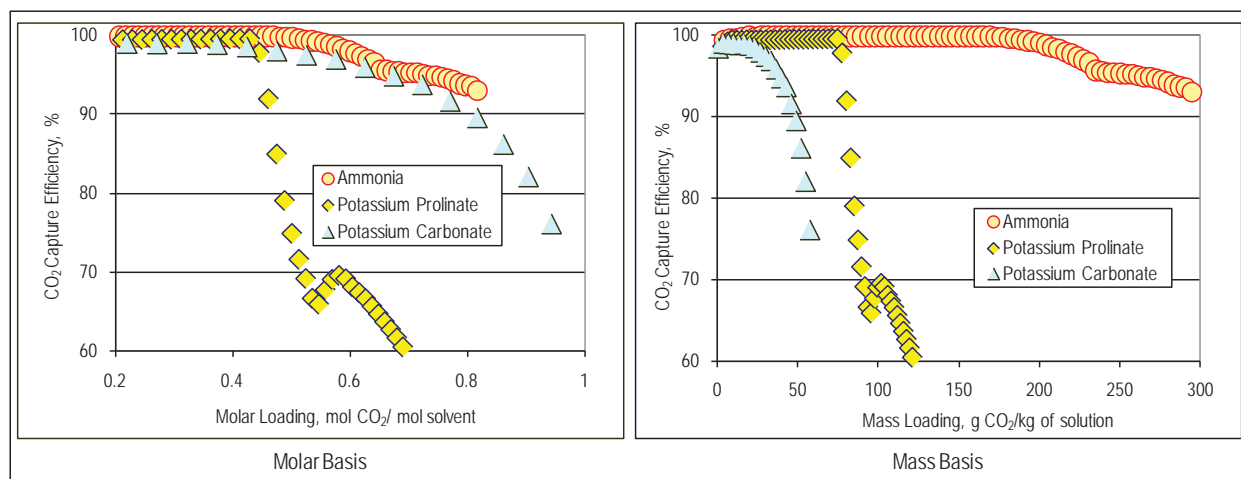 100
90
80
70
60
CO₂ Capture Efficiency, %
Ammonia
Potassium Prolinate
Potassium Carbonate
0.2 0.4 0.6 0.8 1
Molar Loading, mol CO₂/ mol solvent
Molar Basis
100
90
80
70
60
CO₂ Capture Efficiency, %
Ammonia
Potassium Prolinate
Potassium Carbonate
0 50 100 150 200 250 300
Mass Loading, g CO₂/kg of solution
Mass Basis